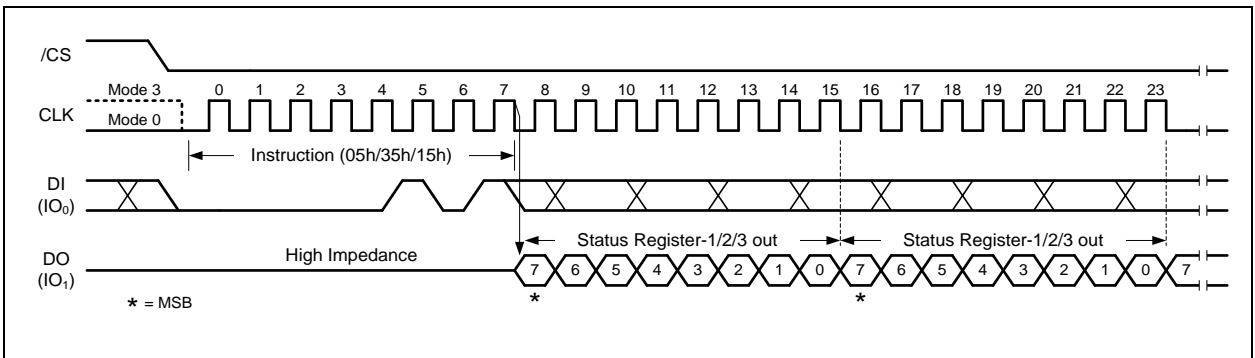 /CS
Mode 3 0 1 2 3 4 5 6 7 8 9 10 11 12 13 14 15 16 17 18 19 20 21 22 23
CLK
Mode 0
Instruction (05h/35h/15h)
DI
(IO₀)
Status Register-1/2/3 out Status Register-1/2/3 out
High Impedance
DO
(IO₁)
7 6 5 4 3 2 1 0 7 6 5 4 3 2 1 0 7
* *
* = MSB